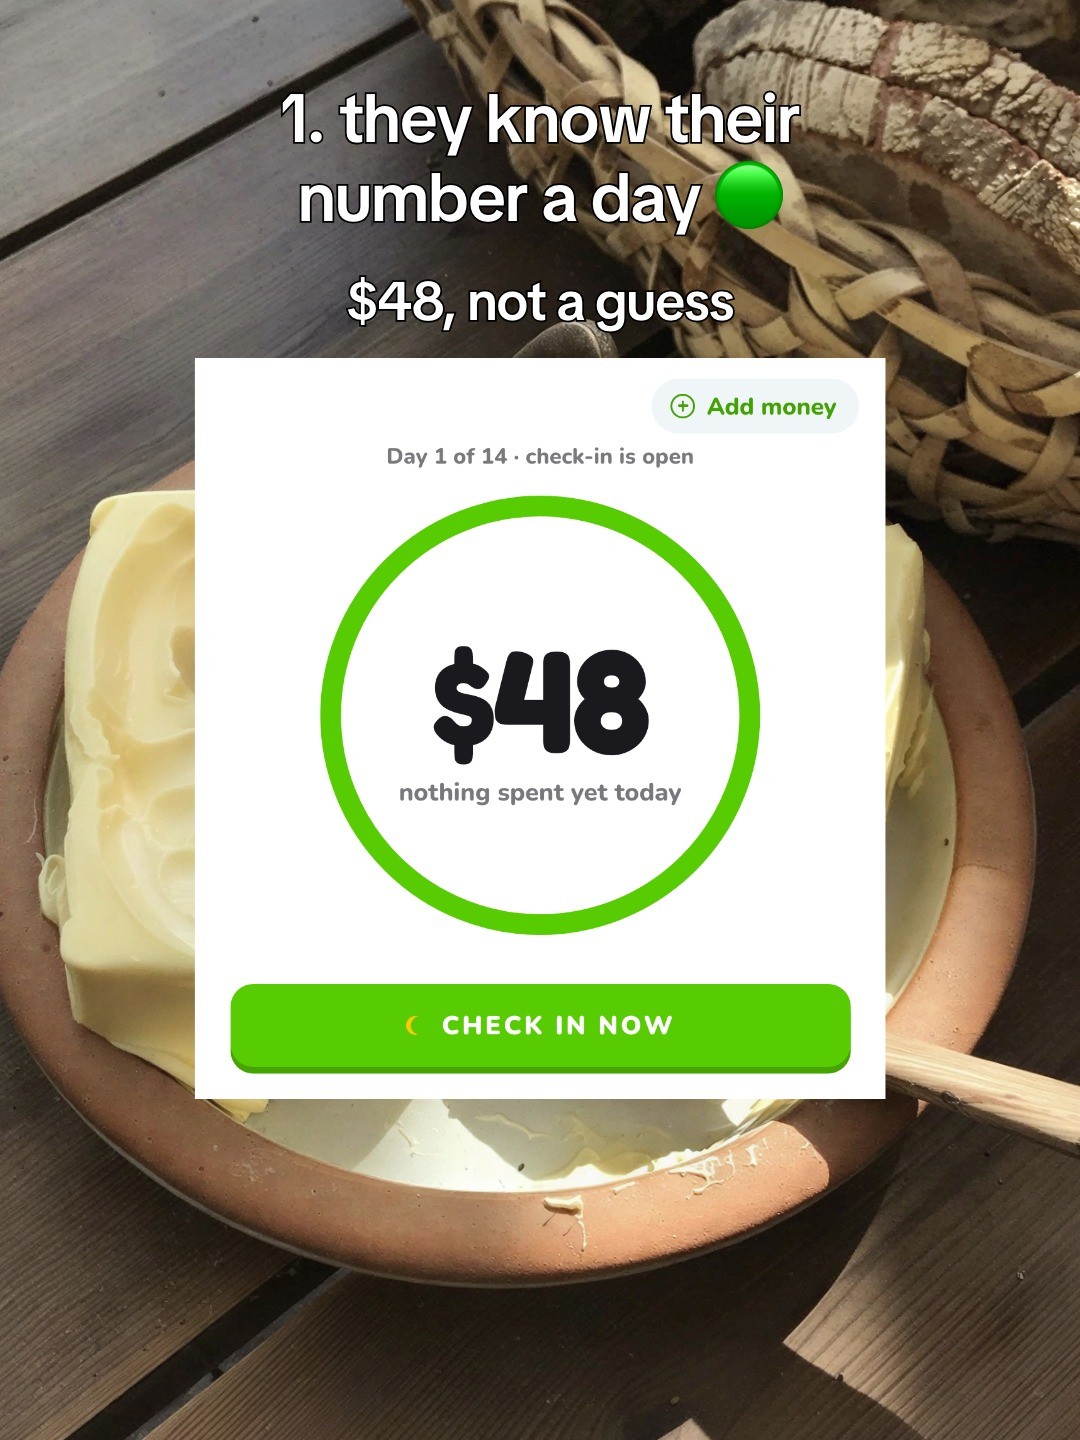 1. they know their
number a day 🟢
$48, not a guess
Add money
Day 1 of 14 · check-in is open
$48
nothing spent yet today
CHECK IN NOW